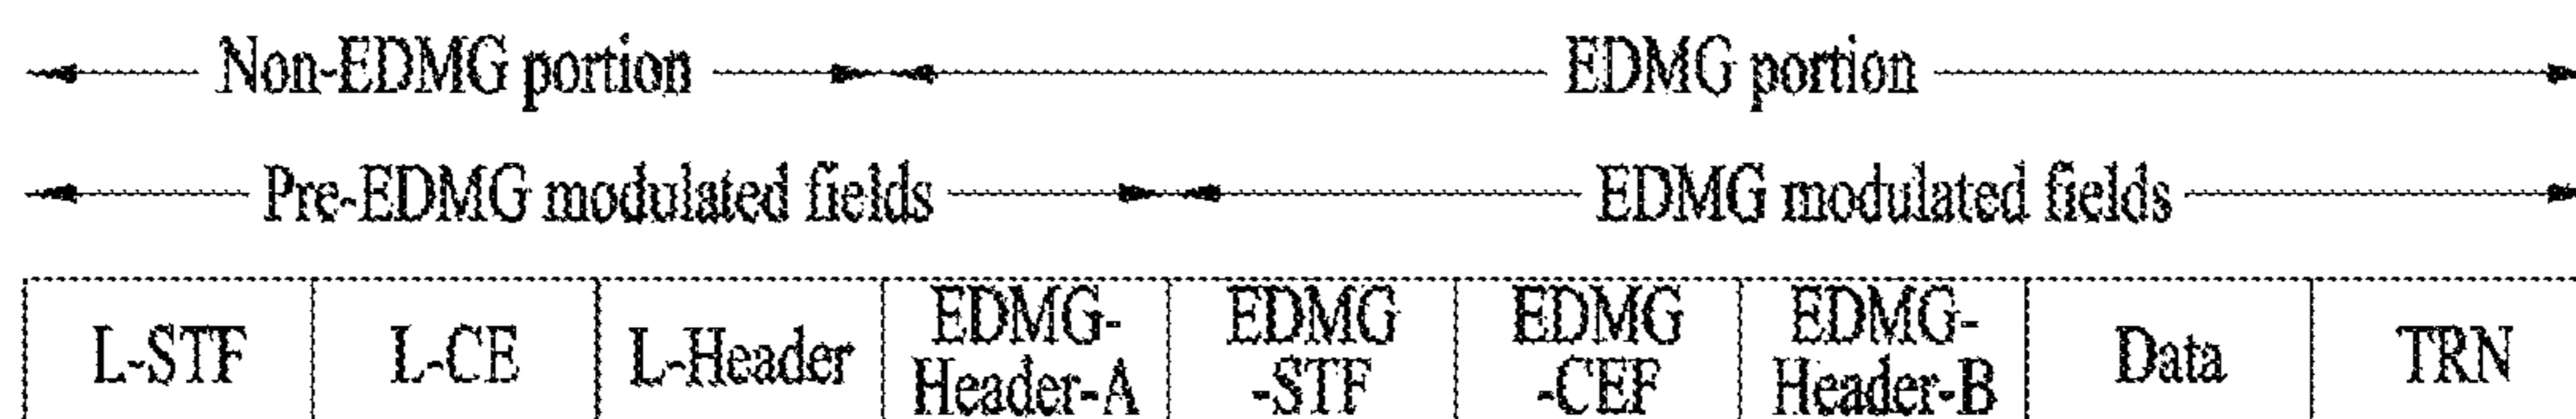 Non-EDMG portion EDMG portion
Pre-EDMG modulated fields EDMG modulated fields
L-STF L-CE L-Header EDMG-Header-A EDMG-STF EDMG-CEF EDMG-Header-B Data TRN